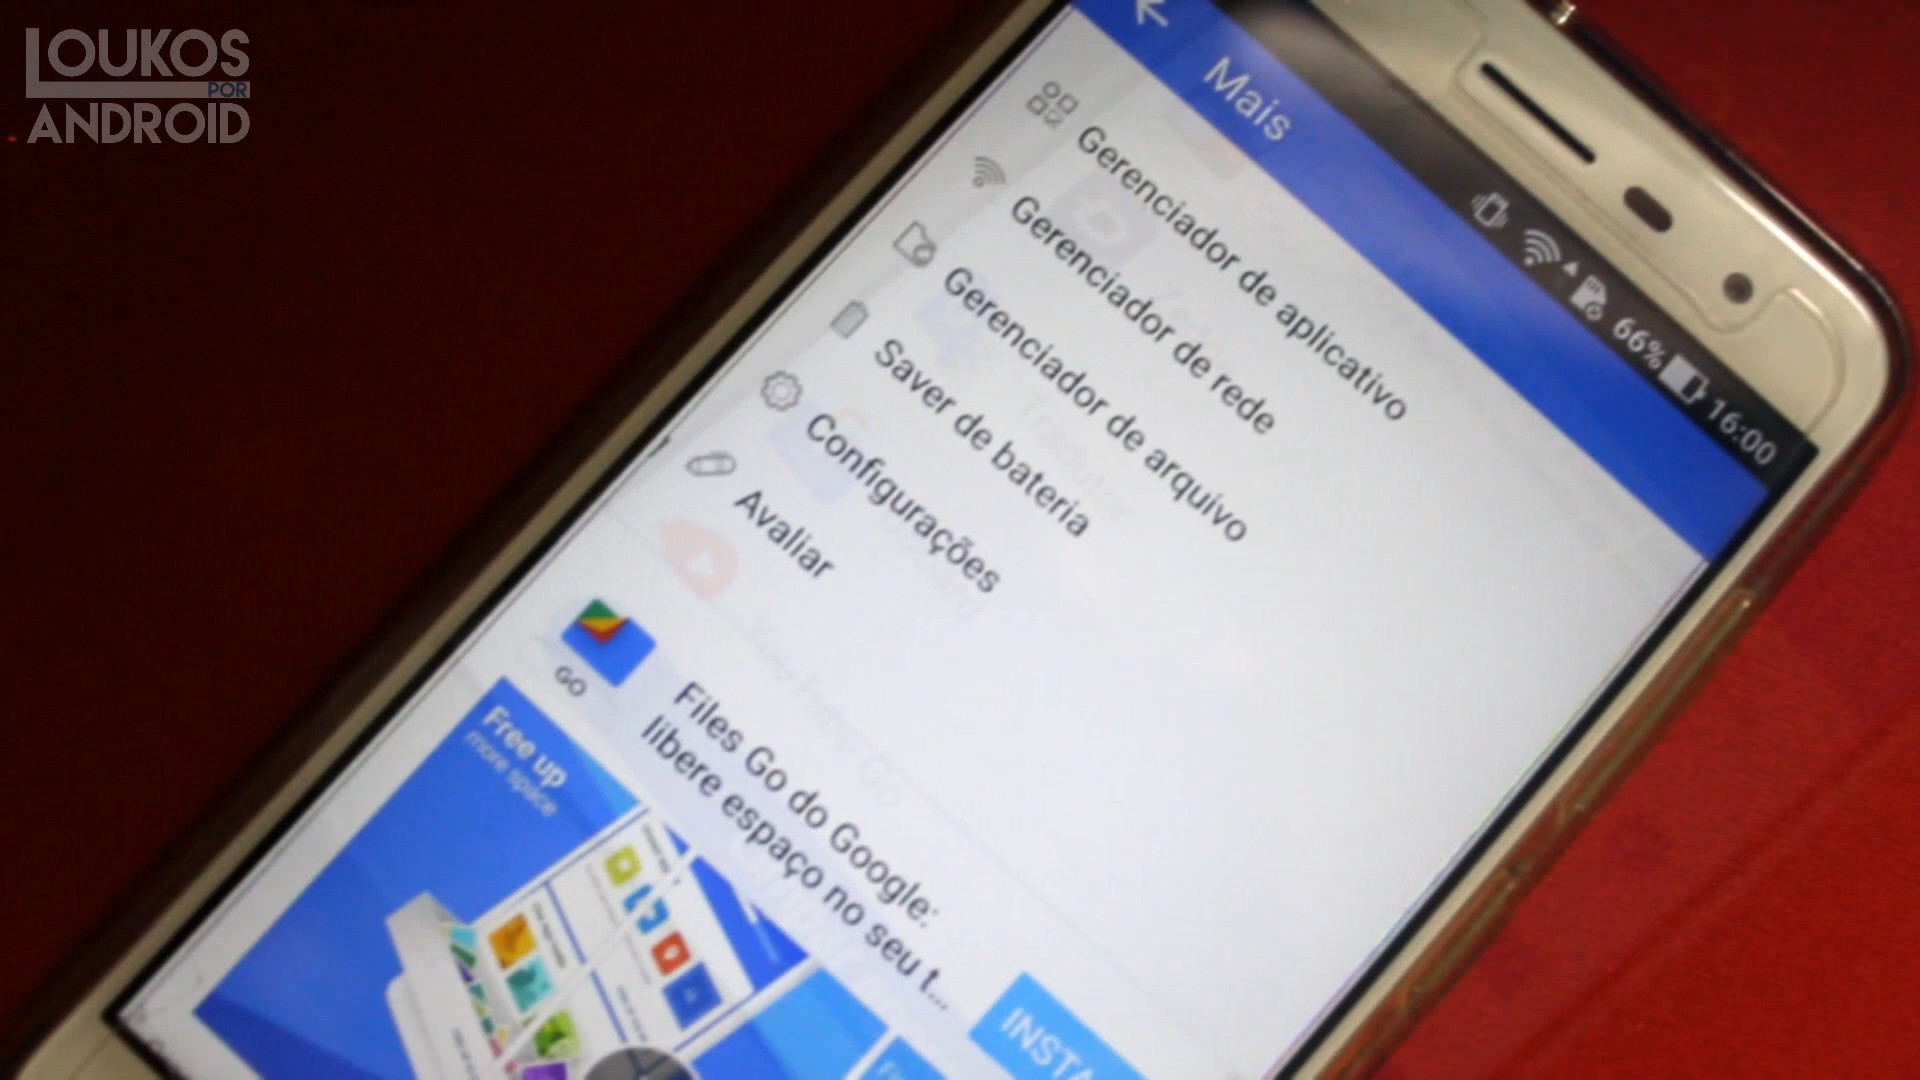 LOUKOS
POR
ANDROID
66% 16:00
Mais
Gerenciador de aplicativo
Gerenciador de rede
Gerenciador de arquivo
Saver de bateria
Configurações
Avaliar
GO
Files Go do Google:
libere espaço no seu t...
Free up
more space
INSTA